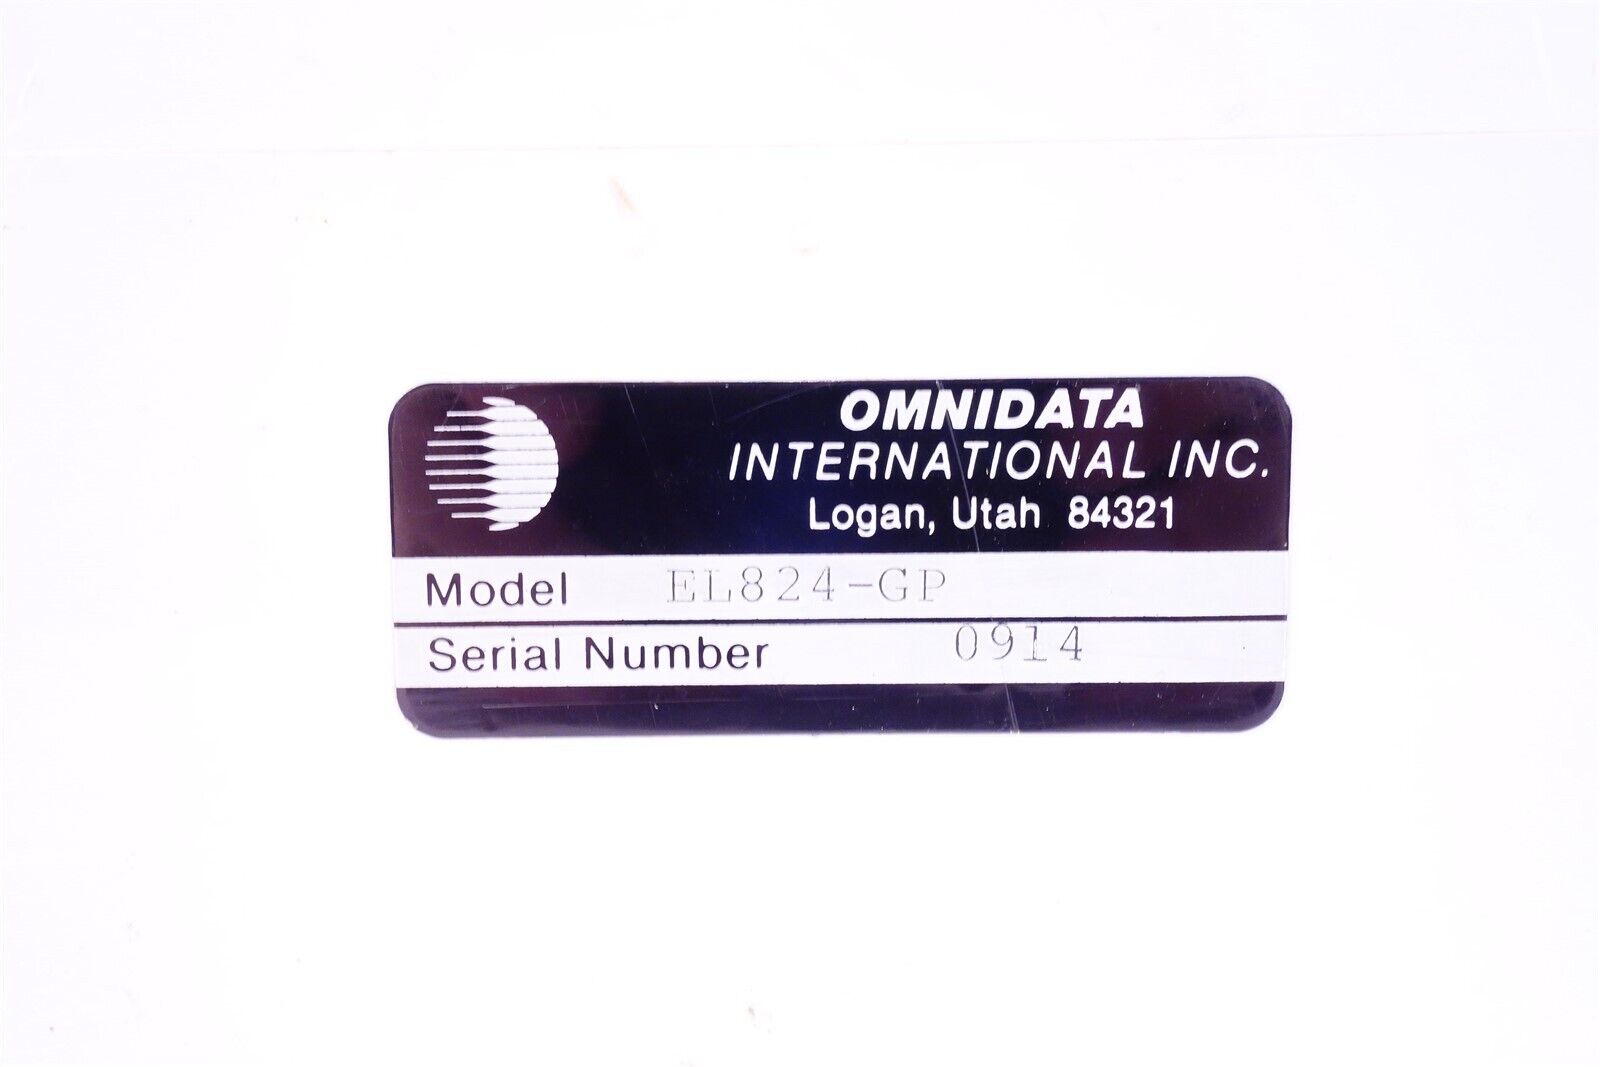 OMNIDATA
INTERNATIONAL INC.
Logan, Utah 84321
Model EL824-GP
Serial Number 0914